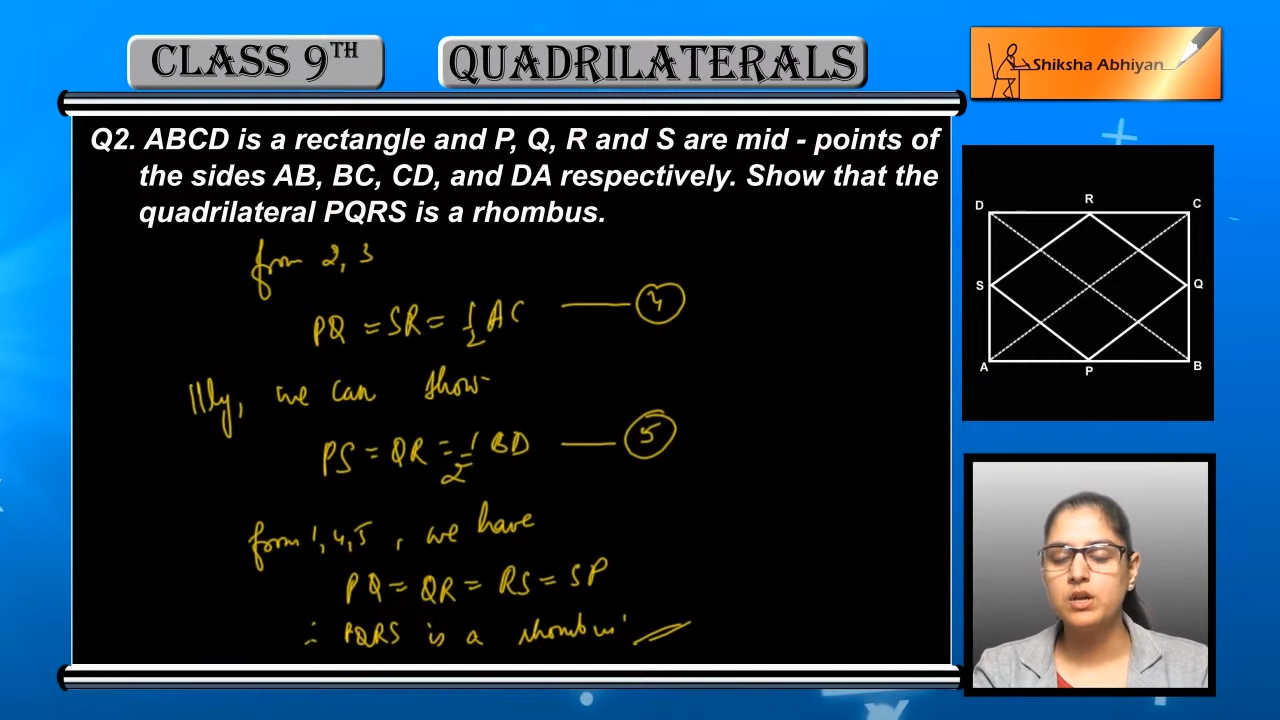 CLASS 9TH
QUADRILATERALS
Shiksha Abhiyan
Q2. ABCD is a rectangle and P, Q, R and S are mid - points of
the sides AB, BC, CD, and DA respectively. Show that the
quadrilateral PQRS is a rhombus.
from 2, 3
PQ = SR = 1/2 AC — 4
||ly, we can show
PS = QR = 1/2 BD — 5
from 1, 4, 5, we have
PQ = QR = RS = SP
∴ PQRS is a rhombus
D R C
S Q
A P B